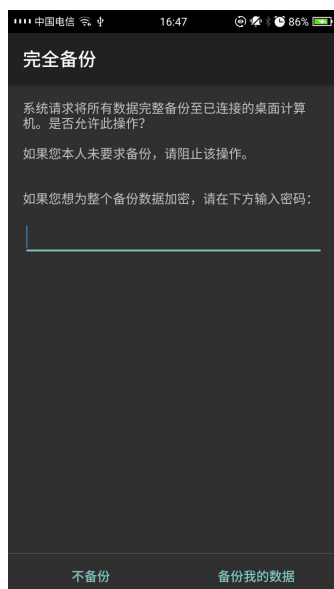 中国电信 16:47 86%
完全备份
系统请求将所有数据完整备份至已连接的桌面计算
机。是否允许此操作?
如果您本人未要求备份，请阻止该操作。
如果您想为整个备份数据加密，请在下方输入密码：
不备份 备份我的数据